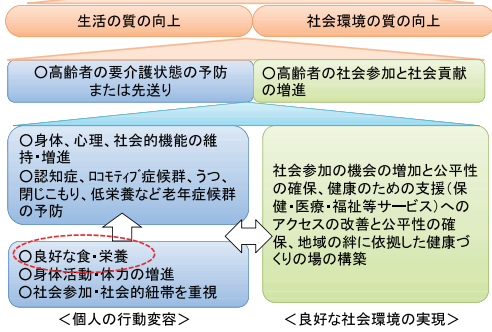 生活の質の向上
社会環境の質の向上
○高齢者の要介護状態の予防
または先送り
○高齢者の社会参加と社会貢献
の増進
○身体、心理、社会的機能の維
持・増進
○認知症、ロコモティブ症候群、うつ、
閉じこもり、低栄養など老年症候群
の予防
○良好な食・栄養
○身体活動・体力の増進
○社会参加・社会的紐帯を重視
社会参加の機会の増加と公平性
の確保、健康のための支援(保
健・医療・福祉等サービス)への
アクセスの改善と公平性の確
保、地域の絆に依拠した健康づ
くりの場の構築
＜個人の行動変容＞
＜良好な社会環境の実現＞